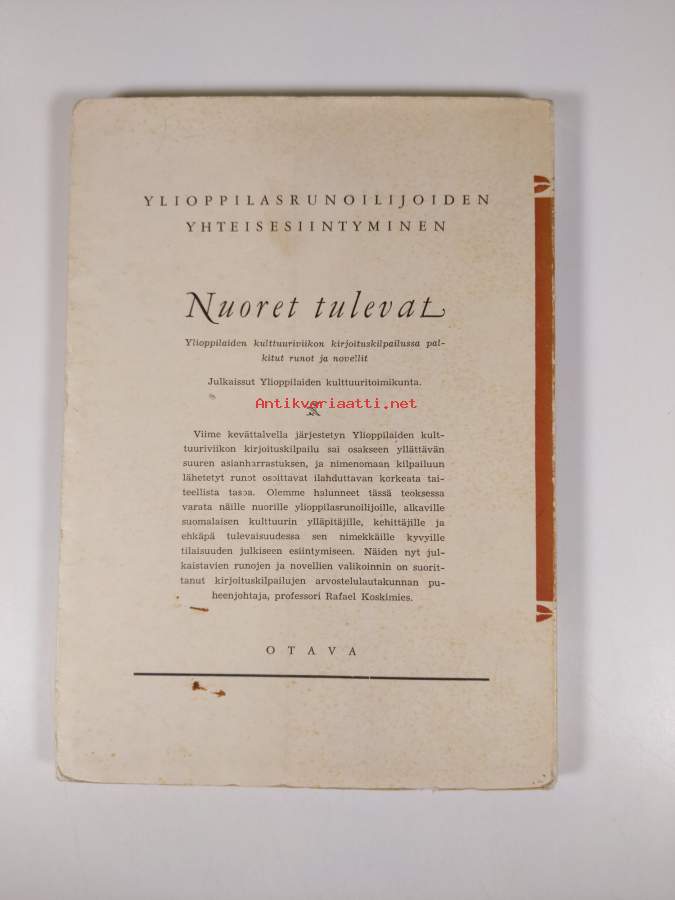 YLIOPPILASRUNOILIJOIDEN
YHTEISESIINTYMINEN
Nuoret tulevat
Ylioppilaiden kulttuuriviikon kirjoituskilpailussa pal-
kitut runot ja novellit
Julkaissut Ylioppilaiden kulttuuritoimikunta.
Antikvariaatti.net
Viime kevättalvella järjestetyn Ylioppilaiden kult-
tuuriviikon kirjoituskilpailu sai osakseen yllättävän
suuren asianharrastuksen, ja nimenomaan kilpailuun
lähetetyt runot osoittavat ilahduttavan korkeata tai-
teellista tasoa. Olemme halunneet tässä teoksessa
varata näille nuorille ylioppilasrunoilijoille, alkaville
suomalaisen kulttuurin ylläpitäjille, kehittäjille ja
ehkäpä tulevaisuudessa sen nimekkäille kyvyille
tilaisuuden julkiseen esiintymiseen. Näiden nyt jul-
kaistavien runojen ja novellien valikoinnin on suorit-
tanut kirjoituskilpailujen arvostelulautakunnan pu-
heenjohtaja, professori Rafael Koskimies.
OTAVA